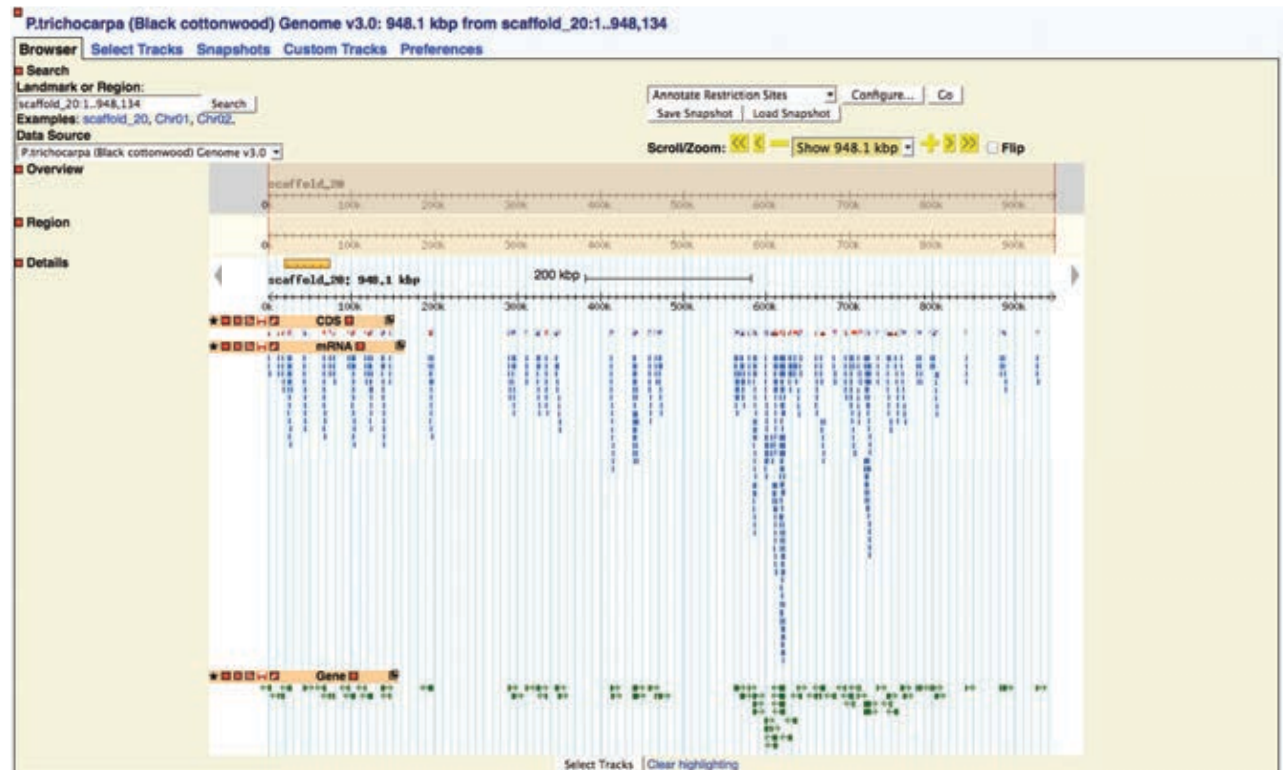 P.trichocarpa (Black cottonwood) Genome v3.0: 948.1 kbp from scaffold_20:1..948,134
Browser Select Tracks Snapshots Custom Tracks Preferences
Search
Landmark or Region:
scaffold_20:1..948,134 Search
Examples: scaffold_20, Chr01, Chr02,
Data Source
P.trichocarpa (Black cottonwood) Genome v3.0
Annotate Restriction Sites Configure... Go
Save Snapshot Load Snapshot
Scroll/Zoom: << < Show 948.1 kbp > >> Flip
Overview
scaffold_20
0k 100k 200k 300k 400k 500k 600k 700k 800k 900k
Region
0k 100k 200k 300k 400k 500k 600k 700k 800k 900k
Details
200 kbp
scaffold_20: 948.1 kbp
0k 100k 200k 300k 400k 500k 600k 700k 800k 900k
CDS
mRNA
Gene
Select Tracks Clear highlighting